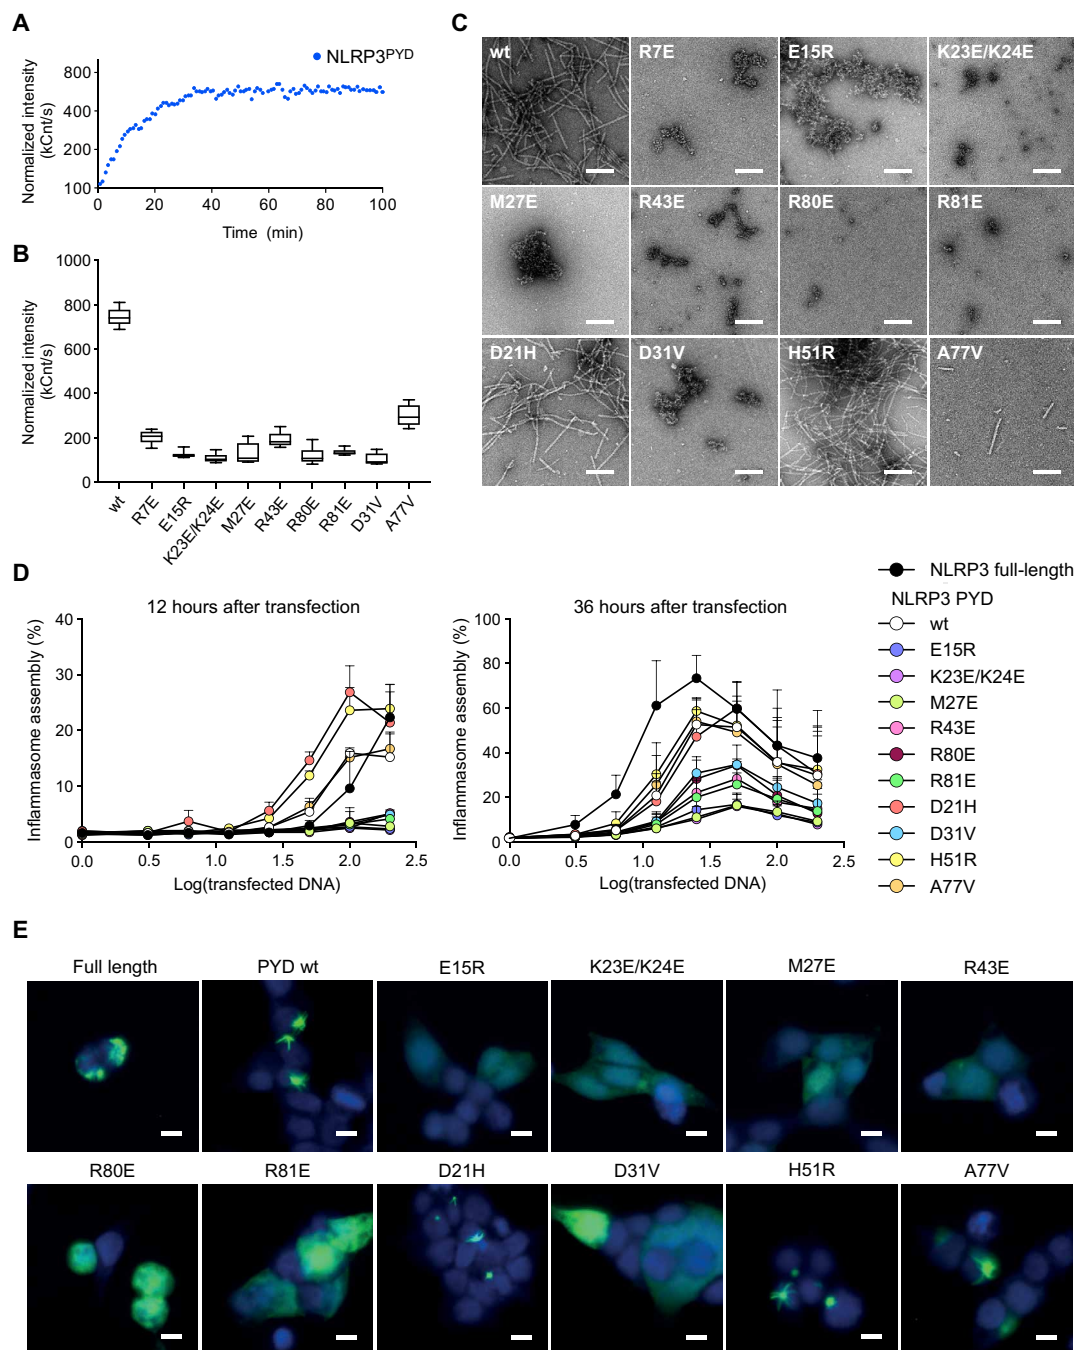 A
NLRP3PYD
Normalized intensity
(kCnt/s)
800
400
200
100
0 20 40 60 80 100
Time (min)
B
Normalized intensity
(kCnt/s)
1000
800
600
400
200
0
wt R7E E15R K23E/K24E M27E R43E R80E R81E D31V A77V
C
wt R7E E15R K23E/K24E
M27E R43E R80E R81E
D21H D31V H51R A77V
D
12 hours after transfection
Inflammasome assembly (%)
40
30
20
10
0
0.0 0.5 1.0 1.5 2.0 2.5
Log(transfected DNA)
36 hours after transfection
Inflammasome assembly (%)
100
80
60
40
20
0
0.0 0.5 1.0 1.5 2.0 2.5
Log(transfected DNA)
NLRP3 full-length
NLRP3 PYD
wt
E15R
K23E/K24E
M27E
R43E
R80E
R81E
D21H
D31V
H51R
A77V
E
Full length PYD wt E15R K23E/K24E M27E R43E
R80E R81E D21H D31V H51R A77V